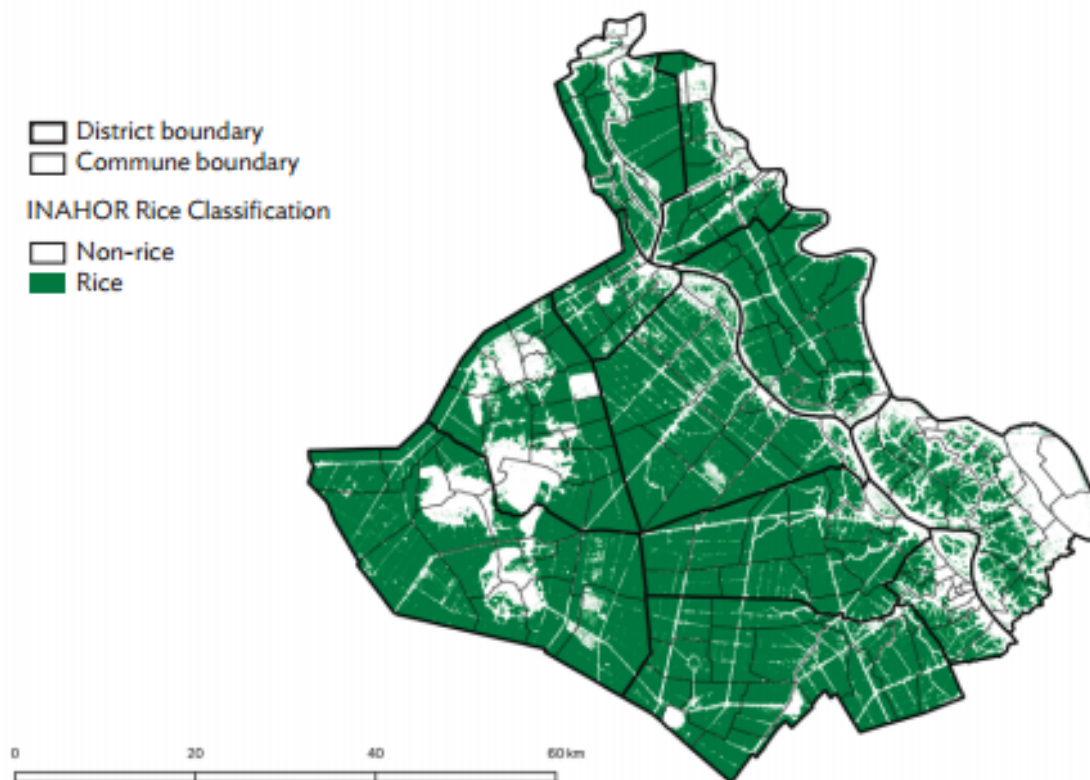 District boundary
Commune boundary
INAHOR Rice Classification
Non-rice
Rice
0 20 40 60 km